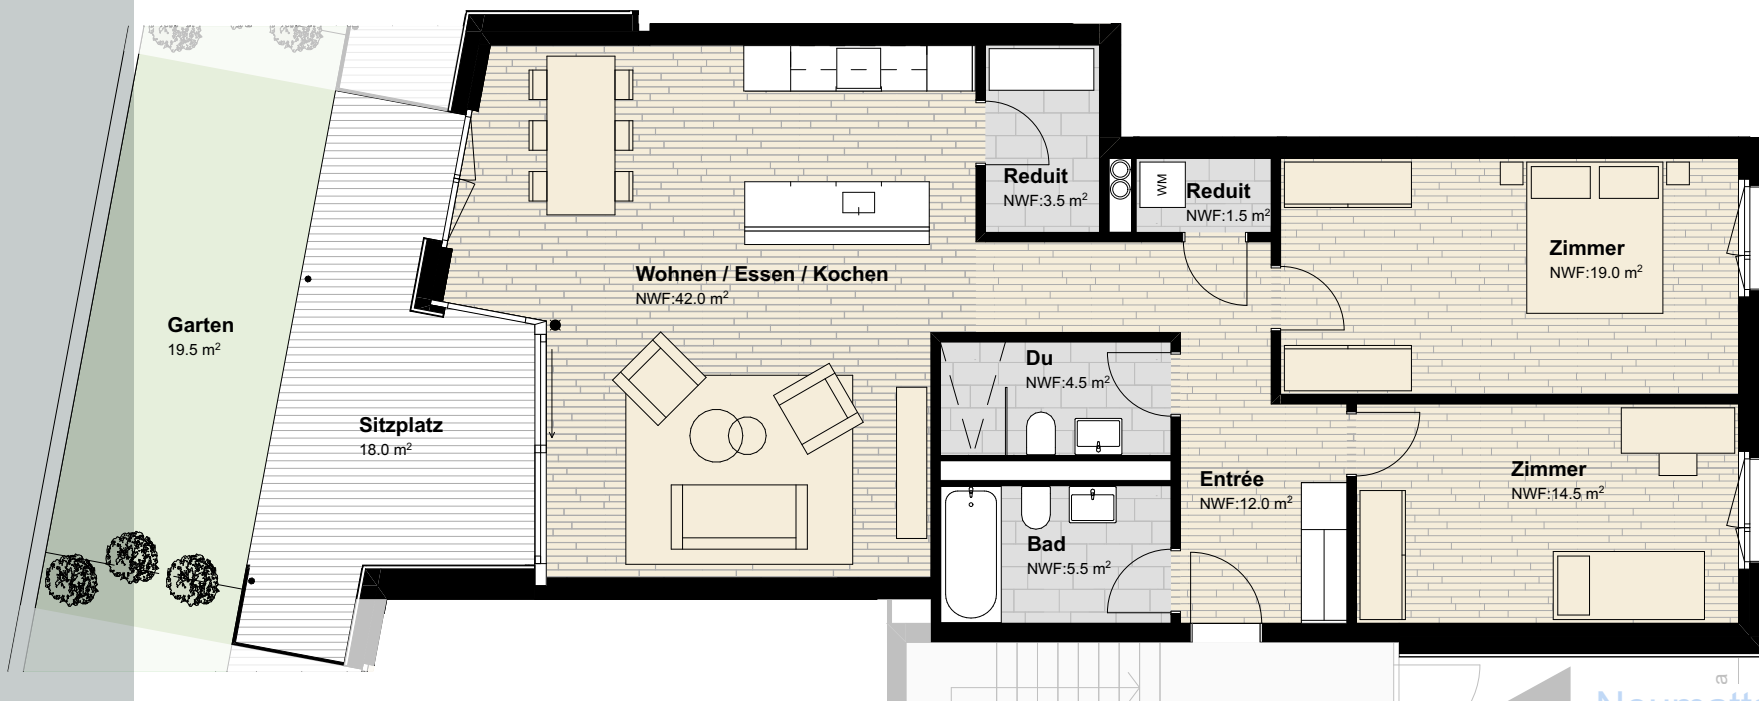 Reduit
NWF:3.5 m²
WM
Reduit
NWF:1.5 m²
Zimmer
NWF:19.0 m²
Wohnen / Essen / Kochen
NWF:42.0 m²
Garten
19.5 m²
Du
NWF:4.5 m²
Sitzplatz
18.0 m²
Entrée
NWF:12.0 m²
Zimmer
NWF:14.5 m²
Bad
NWF:5.5 m²
a